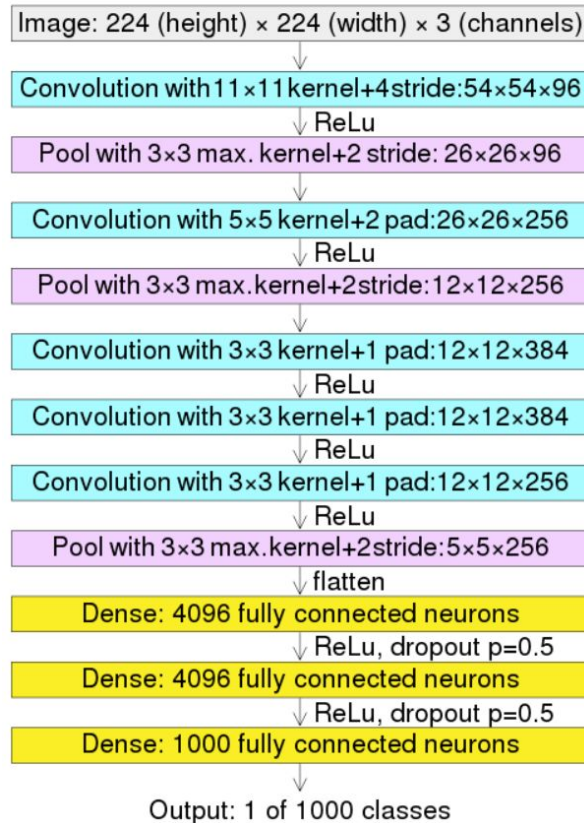 Image: 224 (height) × 224 (width) × 3 (channels)
Convolution with 11×11 kernel+4 stride:54×54×96
ReLu
Pool with 3×3 max. kernel+2 stride: 26×26×96
Convolution with 5×5 kernel+2 pad:26×26×256
ReLu
Pool with 3×3 max.kernel+2stride:12×12×256
Convolution with 3×3 kernel+1 pad:12×12×384
ReLu
Convolution with 3×3 kernel+1 pad:12×12×384
ReLu
Convolution with 3×3 kernel+1 pad:12×12×256
ReLu
Pool with 3×3 max.kernel+2stride:5×5×256
flatten
Dense: 4096 fully connected neurons
ReLu, dropout p=0.5
Dense: 4096 fully connected neurons
ReLu, dropout p=0.5
Dense: 1000 fully connected neurons
Output: 1 of 1000 classes